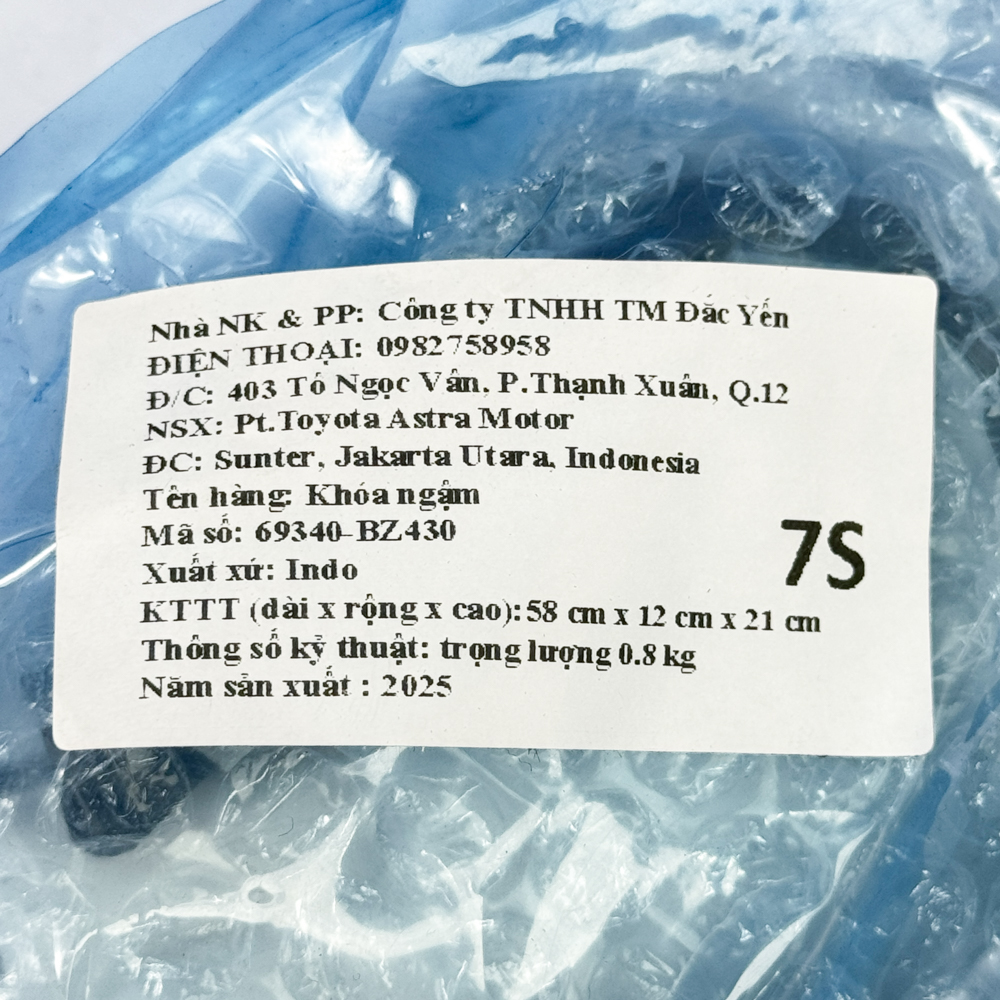 Nhà NK & PP: Công ty TNHH TM Đắc Yến
ĐIỆN THOẠI: 0982758958
Đ/C: 403 Tô Ngọc Vân, P.Thạnh Xuân, Q.12
NSX: Pt.Toyota Astra Motor
ĐC: Sunter, Jakarta Utara, Indonesia
Tên hàng: Khóa ngậm
Mã số: 69340-BZ430
7S
Xuất xứ: Indo
KTTT (dài x rộng x cao): 58 cm x 12 cm x 21 cm
Thông số kỷ thuật: trọng lượng 0.8 kg
Năm sản xuất : 2025